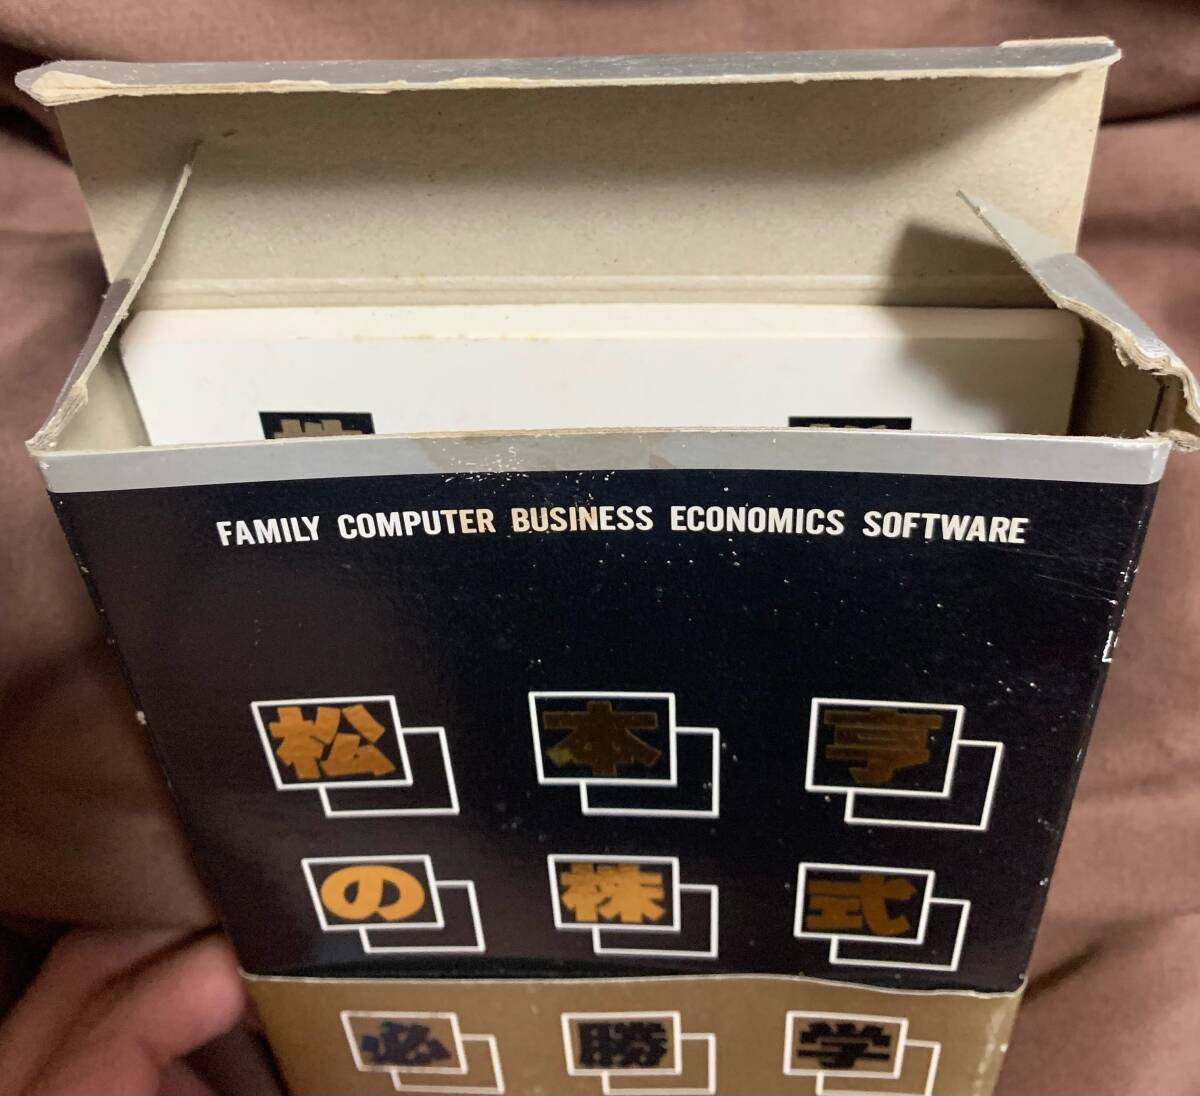 FAMILY COMPUTER BUSINESS ECONOMICS SOFTWARE
松本亨
の株式
必勝学